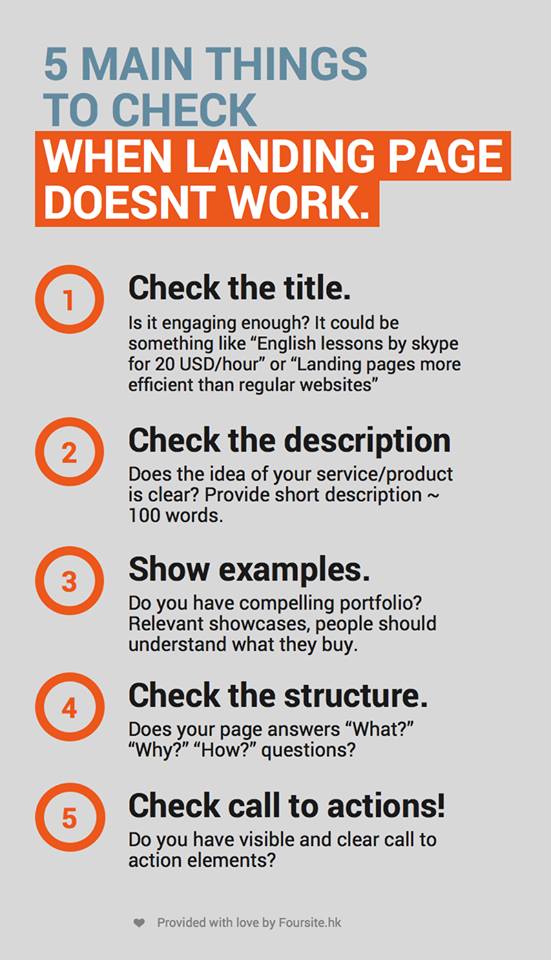 5 MAIN THINGS
TO CHECK
WHEN LANDING PAGE
DOESNT WORK.
1
Check the title.
Is it engaging enough? It could be
something like “English lessons by skype
for 20 USD/hour” or “Landing pages more
efficient than regular websites”
2
Check the description
Does the idea of your service/product
is clear? Provide short description ~
100 words.
3
Show examples.
Do you have compelling portfolio?
Relevant showcases, people should
understand what they buy.
4
Check the structure.
Does your page answers “What?”
“Why?” “How?” questions?
5
Check call to actions!
Do you have visible and clear call to
action elements?
Provided with love by Foursite.hk